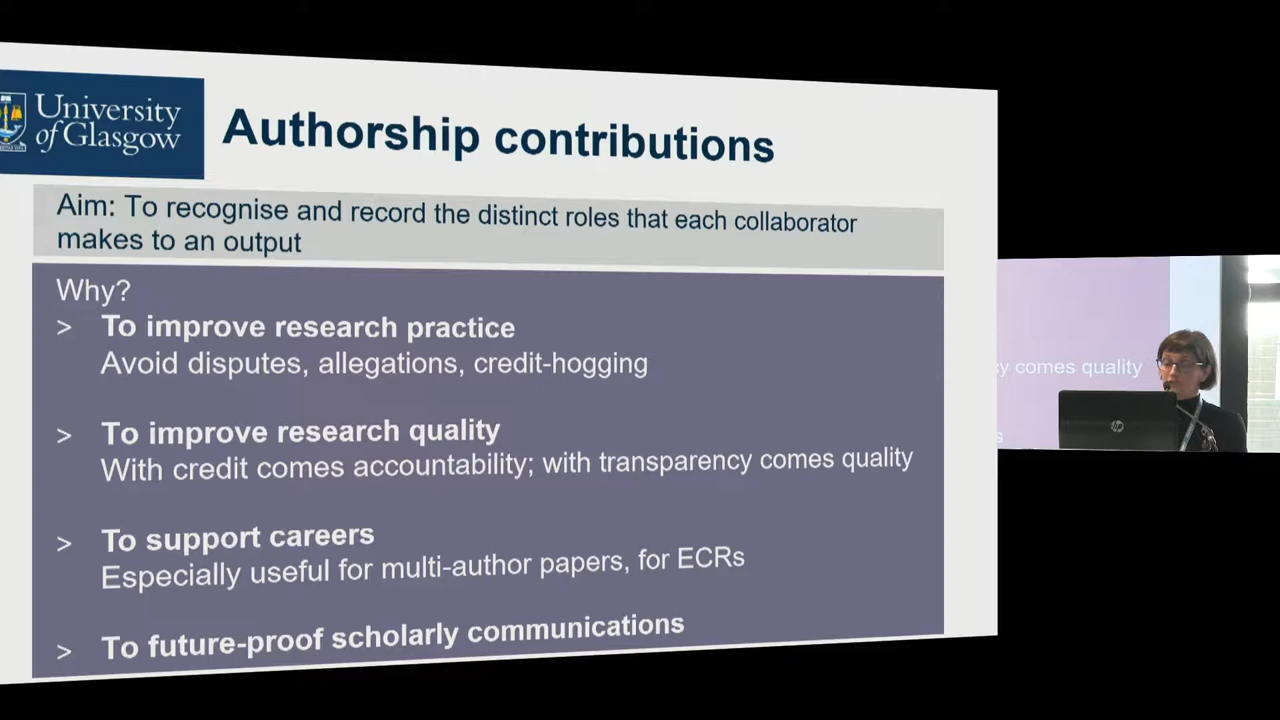 University
of Glasgow
Authorship contributions
Aim: To recognise and record the distinct roles that each collaborator
makes to an output
Why?
> To improve research practice
Avoid disputes, allegations, credit-hogging
> To improve research quality
With credit comes accountability; with transparency comes quality
> To support careers
Especially useful for multi-author papers, for ECRs
> To future-proof scholarly communications
comes quality
hp